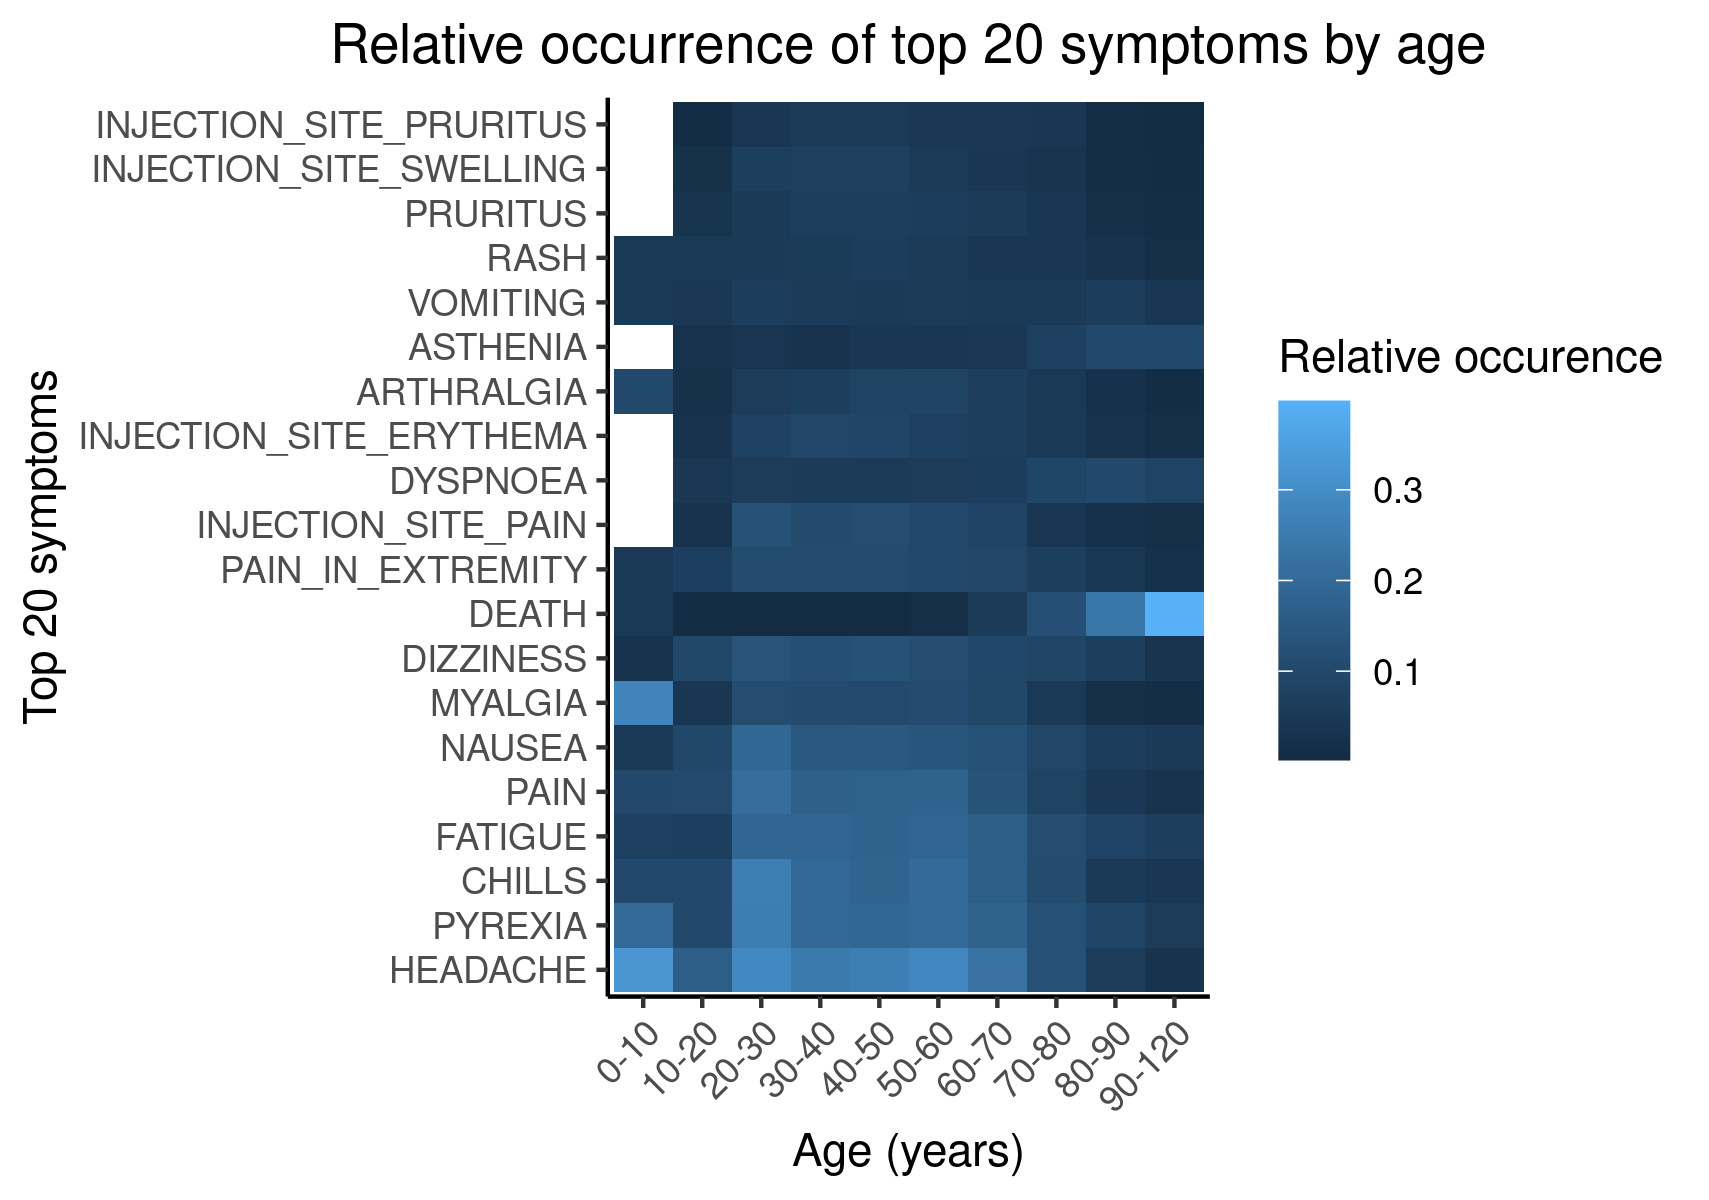 Relative occurrence of top 20 symptoms by age
Top 20 symptoms
INJECTION_SITE_PRURITUS
INJECTION_SITE_SWELLING
PRURITUS
RASH
VOMITING
ASTHENIA
ARTHRALGIA
INJECTION_SITE_ERYTHEMA
DYSPNOEA
INJECTION_SITE_PAIN
PAIN_IN_EXTREMITY
DEATH
DIZZINESS
MYALGIA
NAUSEA
PAIN
FATIGUE
CHILLS
PYREXIA
HEADACHE
0-10
10-20
20-30
30-40
40-50
50-60
60-70
70-80
80-90
90-120
Age (years)
Relative occurence
0.3
0.2
0.1